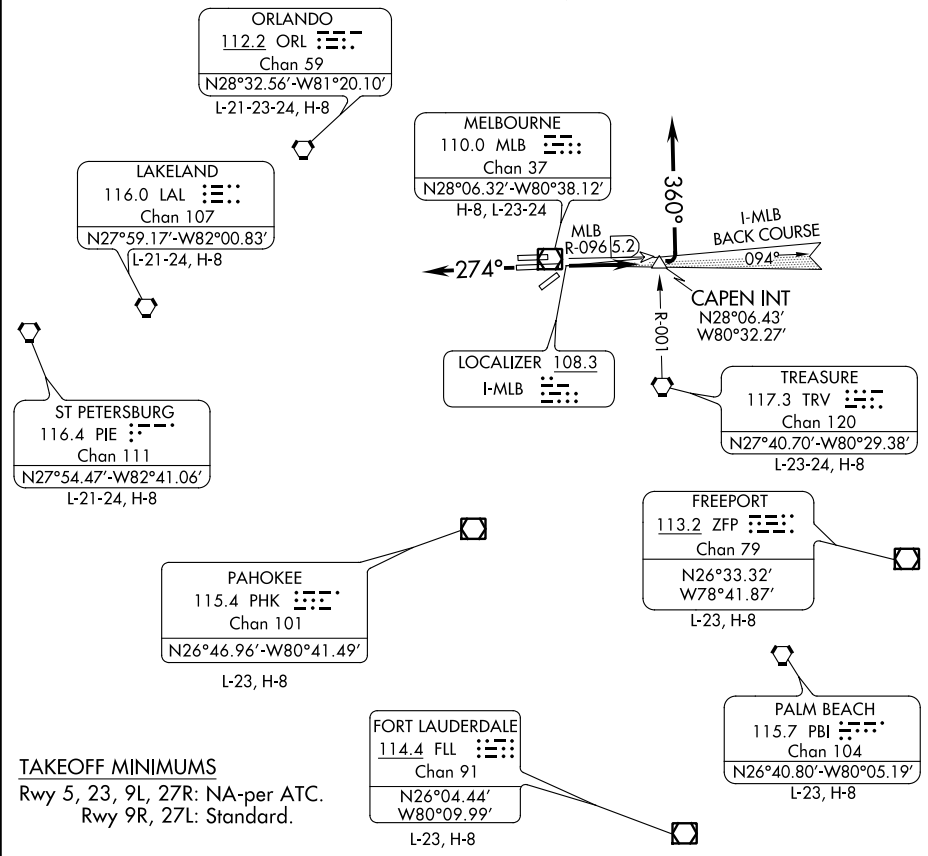 ORLANDO
112.2 ORL
Chan 59
N28°32.56′-W81°20.10′
L-21-23-24, H-8
MELBOURNE
110.0 MLB
Chan 37
N28°06.32′-W80°38.12′
H-8, L-23-24
LAKELAND
116.0 LAL
Chan 107
N27°59.17′-W82°00.83′
L-21-24, H-8
360°
I-MLB
BACK COURSE
094°
MLB
R-096
5.2
274°
CAPEN INT
N28°06.43′
W80°32.27′
R-001
LOCALIZER 108.3
I-MLB
TREASURE
117.3 TRV
Chan 120
N27°40.70′-W80°29.38′
L-23-24, H-8
ST PETERSBURG
116.4 PIE
Chan 111
N27°54.47′-W82°41.06′
L-21-24, H-8
FREEPORT
113.2 ZFP
Chan 79
N26°33.32′
W78°41.87′
L-23, H-8
PAHOKEE
115.4 PHK
Chan 101
N26°46.96′-W80°41.49′
L-23, H-8
PALM BEACH
115.7 PBI
Chan 104
N26°40.80′-W80°05.19′
L-23, H-8
FORT LAUDERDALE
114.4 FLL
Chan 91
N26°04.44′
W80°09.99′
L-23, H-8
TAKEOFF MINIMUMS
Rwy 5, 23, 9L, 27R: NA-per ATC.
Rwy 9R, 27L: Standard.